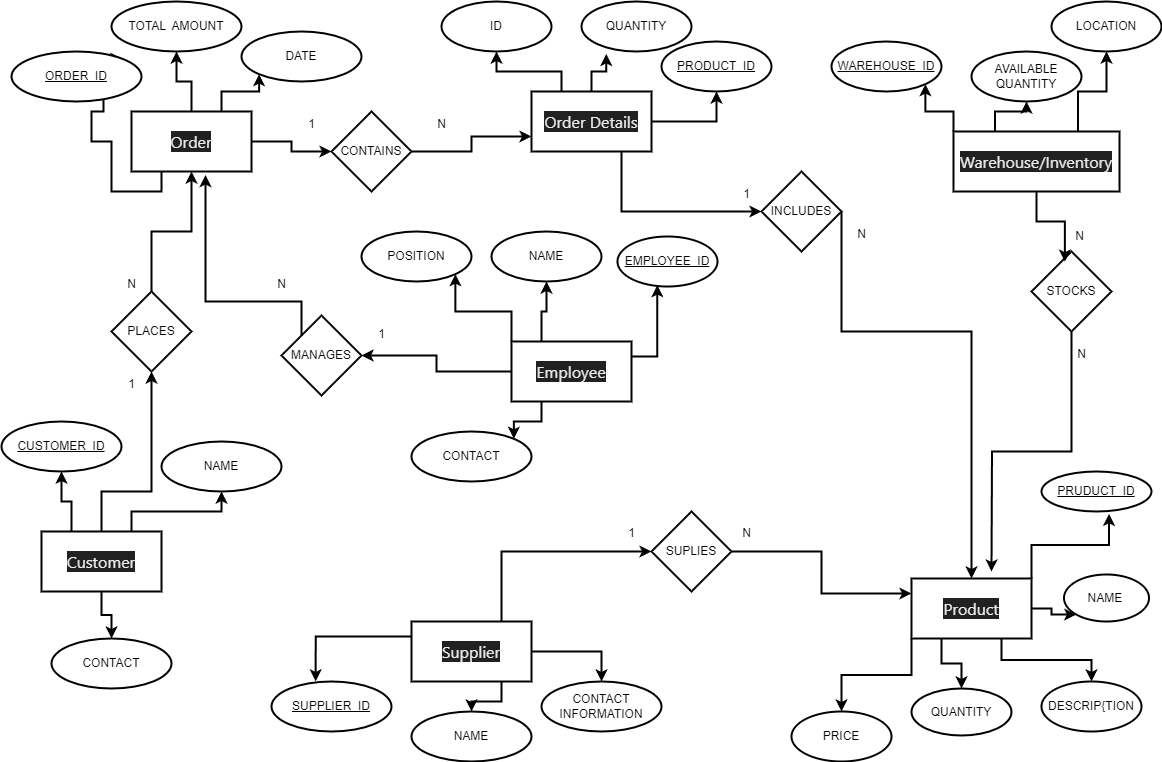 TOTAL AMOUNT
ID
QUANTITY
LOCATION
ORDER_ID
DATE
PRODUCT_ID
WAREHOUSE_ID
AVAILABLE
QUANTITY
Order
1
CONTAINS
N
Order Details
Warehouse/Inventory
1
INCLUDES
N
N
POSITION
NAME
EMPLOYEE_ID
N
N
STOCKS
PLACES
MANAGES
1
Employee
N
1
CUSTOMER_ID
NAME
CONTACT
PRUDUCT_ID
Customer
1
SUPLIES
N
Product
NAME
CONTACT
Supplier
SUPPLIER_ID
NAME
CONTACT
INFORMATION
PRICE
QUANTITY
DESCRIP{TION